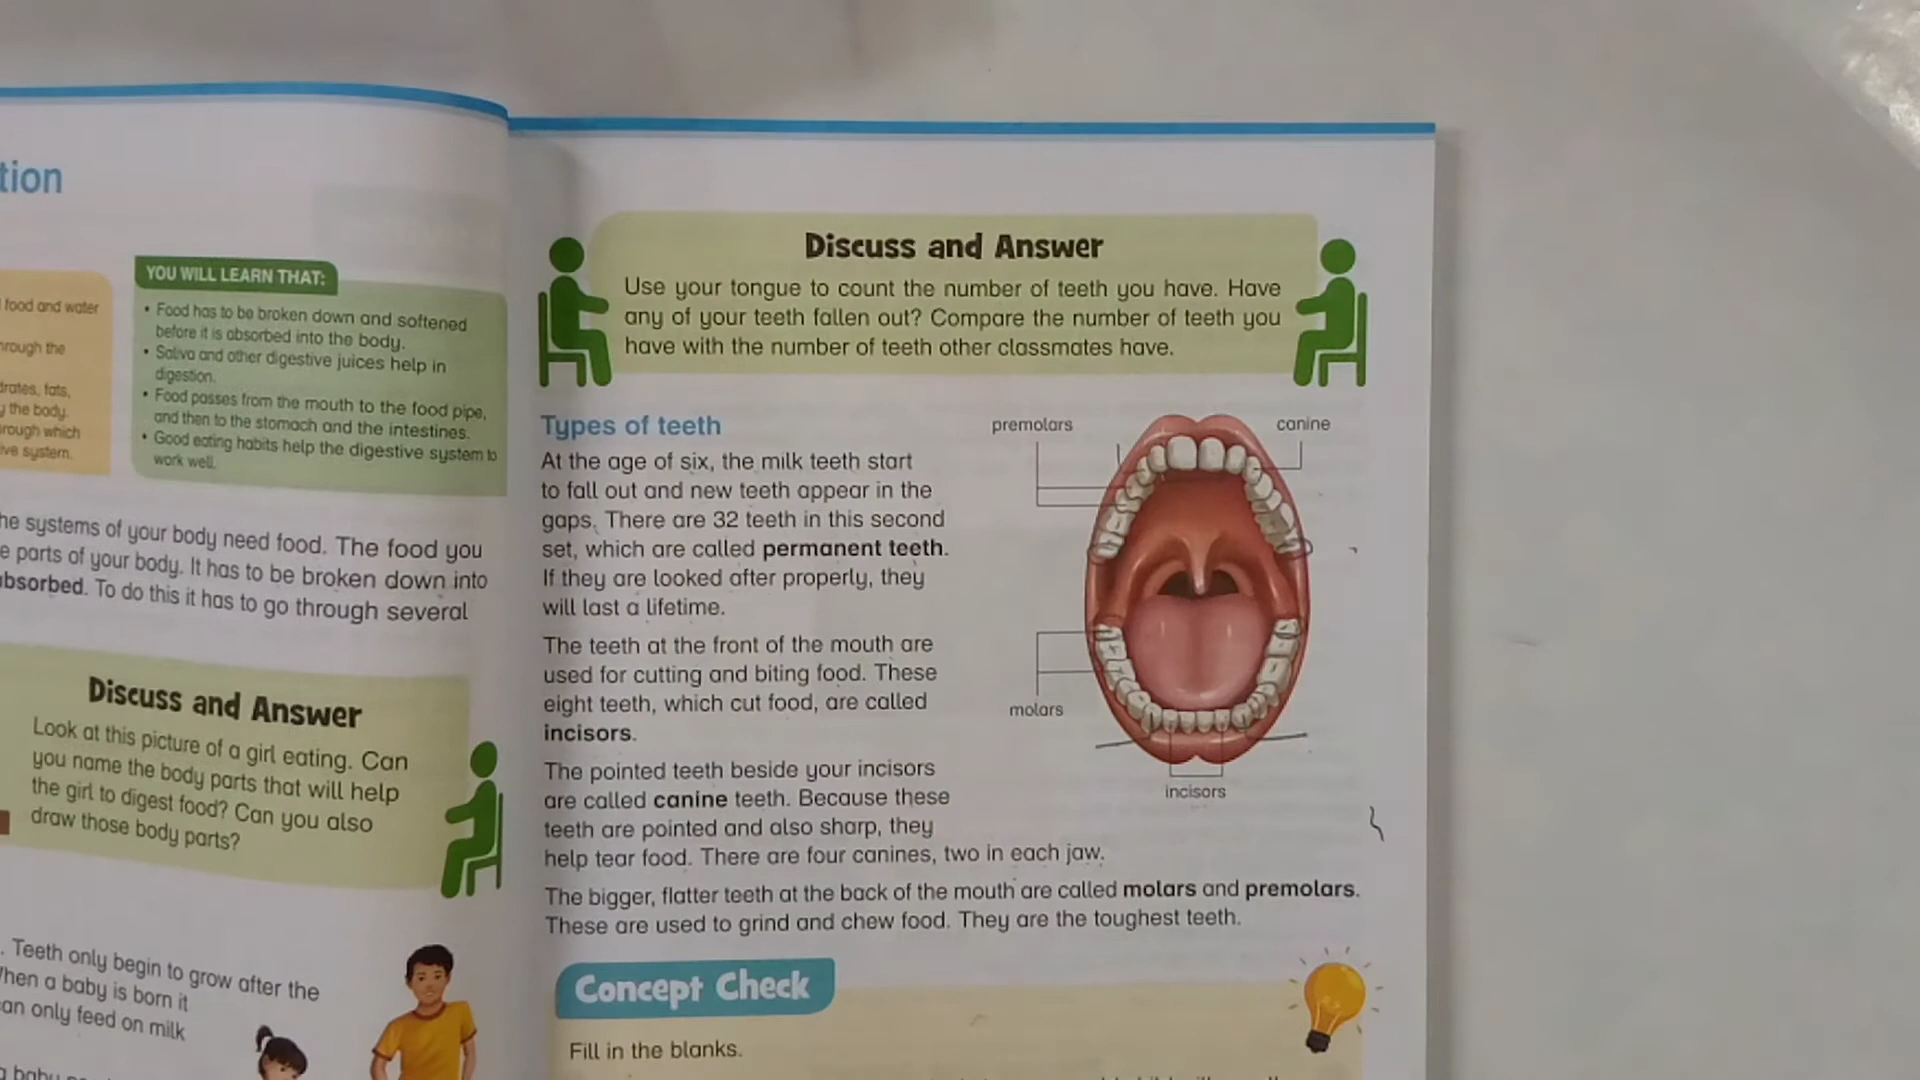 tion
food and water
through the
drates, fats,
the body.
through which
ive system.
YOU WILL LEARN THAT:
• Food has to be broken down and softened
before it is absorbed into the body.
• Saliva and other digestive juices help in
digestion.
• Food passes from the mouth to the food pipe,
and then to the stomach and the intestines.
• Good eating habits help the digestive system to
work well.
he systems of your body need food. The food you
e parts of your body. It has to be broken down into
absorbed. To do this it has to go through several
Discuss and Answer
Look at this picture of a girl eating. Can
you name the body parts that will help
the girl to digest food? Can you also
draw those body parts?
. Teeth only begin to grow after the
When a baby is born it
can only feed on milk
baby
Discuss and Answer
Use your tongue to count the number of teeth you have. Have
any of your teeth fallen out? Compare the number of teeth you
have with the number of teeth other classmates have.
Types of teeth
At the age of six, the milk teeth start
to fall out and new teeth appear in the
gaps. There are 32 teeth in this second
set, which are called permanent teeth.
If they are looked after properly, they
will last a lifetime.
The teeth at the front of the mouth are
used for cutting and biting food. These
eight teeth, which cut food, are called
incisors.
premolars
canine
molars
incisors
The pointed teeth beside your incisors
are called canine teeth. Because these
teeth are pointed and also sharp, they
help tear food. There are four canines, two in each jaw.
The bigger, flatter teeth at the back of the mouth are called molars and premolars.
These are used to grind and chew food. They are the toughest teeth.
Concept Check
Fill in the blanks.